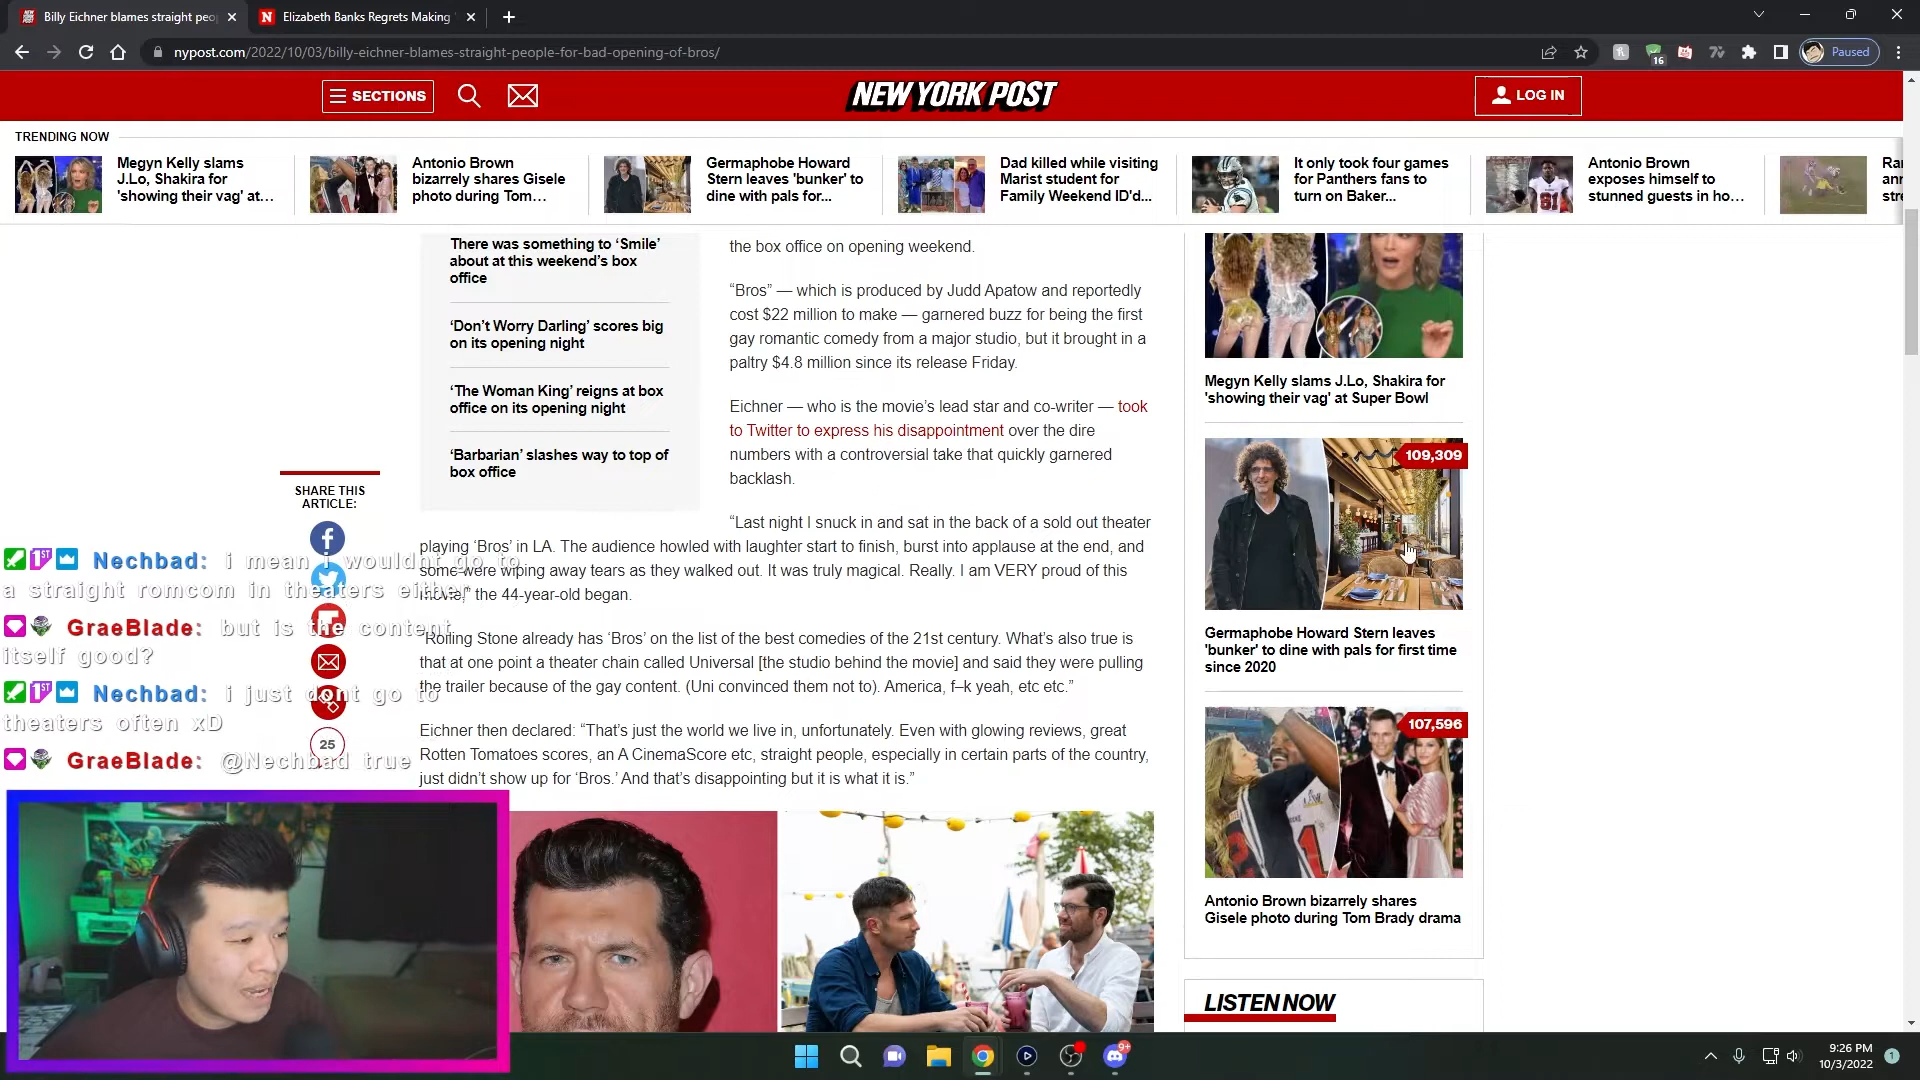 Billy Eichner blames straight peo
Elizabeth Banks Regrets Making
nypost.com/2022/10/03/billy-eichner-blames-straight-people-for-bad-opening-of-bros/
16
Paused
SECTIONS
NEW YORK POST
LOG IN
TRENDING NOW
Megyn Kelly slams
J.Lo, Shakira for
'showing their vag' at...
Antonio Brown
bizarrely shares Gisele
photo during Tom...
Germaphobe Howard
Stern leaves 'bunker' to
dine with pals for...
Dad killed while visiting
Marist student for
Family Weekend ID'd...
It only took four games
for Panthers fans to
turn on Baker...
Antonio Brown
exposes himself to
stunned guests in ho...
Ra
an
stre
There was something to ‘Smile’
about at this weekend’s box
office
‘Don’t Worry Darling’ scores big
on its opening night
‘The Woman King’ reigns at box
office on its opening night
‘Barbarian’ slashes way to top of
box office
the box office on opening weekend.
“Bros” — which is produced by Judd Apatow and reportedly
cost $22 million to make — garnered buzz for being the first
gay romantic comedy from a major studio, but it brought in a
paltry $4.8 million since its release Friday.
Eichner — who is the movie’s lead star and co-writer — took
to Twitter to express his disappointment over the dire
numbers with a controversial take that quickly garnered
backlash.
“Last night I snuck in and sat in the back of a sold out theater
playing ‘Bros’ in LA. The audience howled with laughter start to finish, burst into applause at the end, and
some were wiping away tears as they walked out. It was truly magical. Really. I am VERY proud of this
movie,” the 44-year-old began.
“Rolling Stone already has ‘Bros’ on the list of the best comedies of the 21st century. What’s also true is
that at one point a theater chain called Universal [the studio behind the movie] and said they were pulling
the trailer because of the gay content. (Uni convinced them not to). America, f–k yeah, etc etc.”
Eichner then declared: “That’s just the world we live in, unfortunately. Even with glowing reviews, great
Rotten Tomatoes scores, an A CinemaScore etc, straight people, especially in certain parts of the country,
just didn’t show up for ‘Bros.’ And that’s disappointing but it is what it is.”
SHARE THIS
ARTICLE:
25
1ST Nechbad: i mean i wouldnt go to
a straight romcom in theaters either
GraeBlade: but is the content
itself good?
1ST Nechbad: i just dont go to
theaters often xD
GraeBlade: @Nechbad true
Megyn Kelly slams J.Lo, Shakira for
'showing their vag' at Super Bowl
109,309
Germaphobe Howard Stern leaves
'bunker' to dine with pals for first time
since 2020
107,596
Antonio Brown bizarrely shares
Gisele photo during Tom Brady drama
LISTEN NOW
9+
9:26 PM
10/3/2022
1